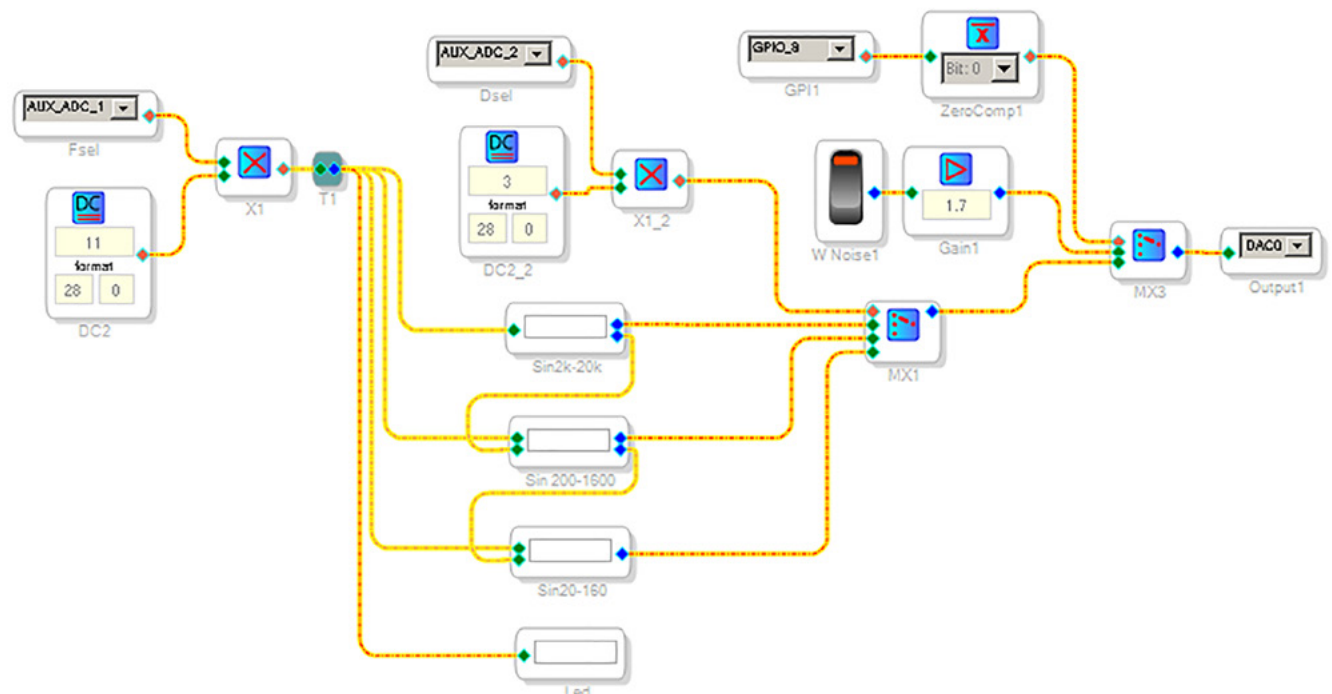 AUX_ADC_1
Fsel
DC
11
format
28 0
DC2
X1
T1
AUX_ADC_2
Dsel
DC
3
format
28 0
DC2_2
X1_2
GPIO_8
GPI1
X
Bit: 0
ZeroComp1
W Noise1
1.7
Gain1
MX3
DAC0
Output1
MX1
Sin2k-20k
Sin 200-1600
Sin20-160
Led